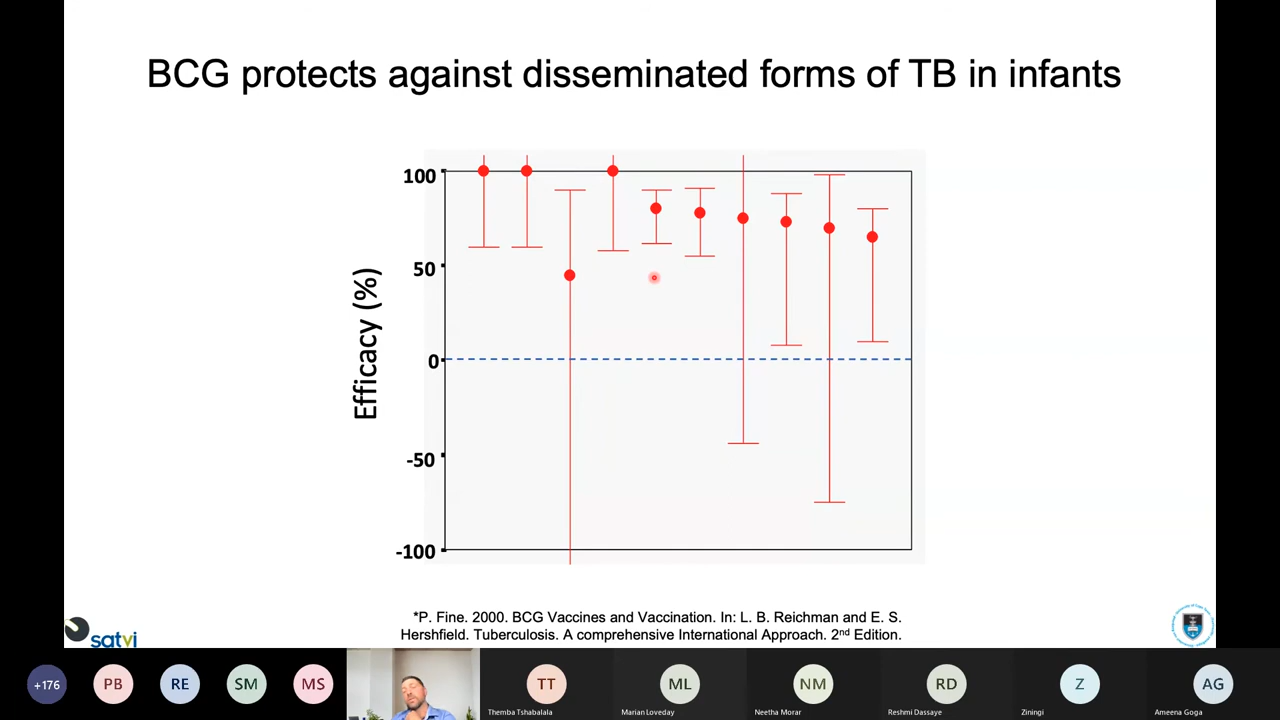 BCG protects against disseminated forms of TB in infants
Efficacy (%)
100
50
0
-50
-100
*P. Fine. 2000. BCG Vaccines and Vaccination. In: L. B. Reichman and E. S.
Hershfield. Tuberculosis. A comprehensive International Approach. 2nd Edition.
satvi
+176
PB
RE
SM
MS
TT
ML
NM
RD
Z
AG
Themba Tshabalala
Marian Loveday
Neetha Morar
Reshmi Dassaye
Ziningi
Ameena Goga